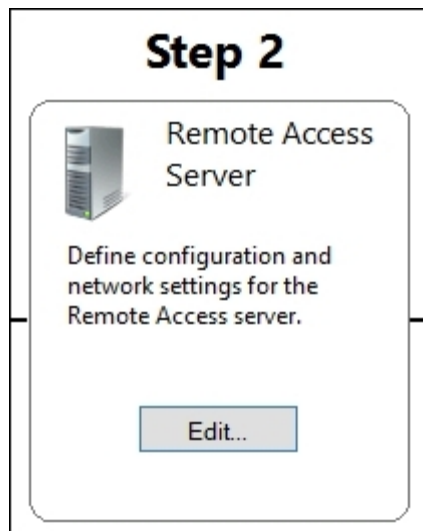 Step 2
Remote Access
Server
Define configuration and
network settings for the
Remote Access server.
Edit...